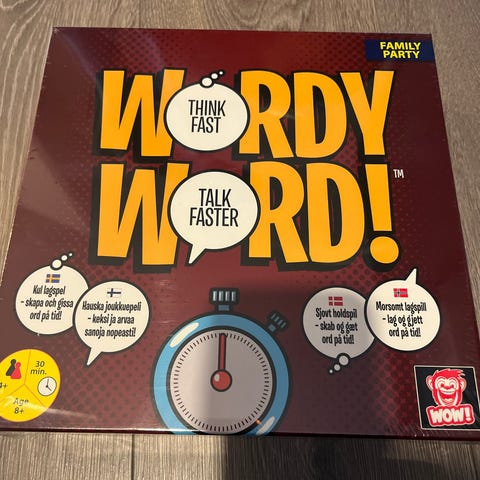 FAMILY
PARTY
WORDY
THINK
FAST
WORD!
TM
TALK
FASTER
Kul lagspel
- skapa och gissa
ord på tid!
Hauska joukkuepeli
- keksi ja arvaa
sanoja nopeasti!
Sjovt holdspil
- skab og gæt
ord på tid!
Morsomt lagspill
- lag og gjett
ord på tid!
4+
30
min.
Age
8+
WOW!